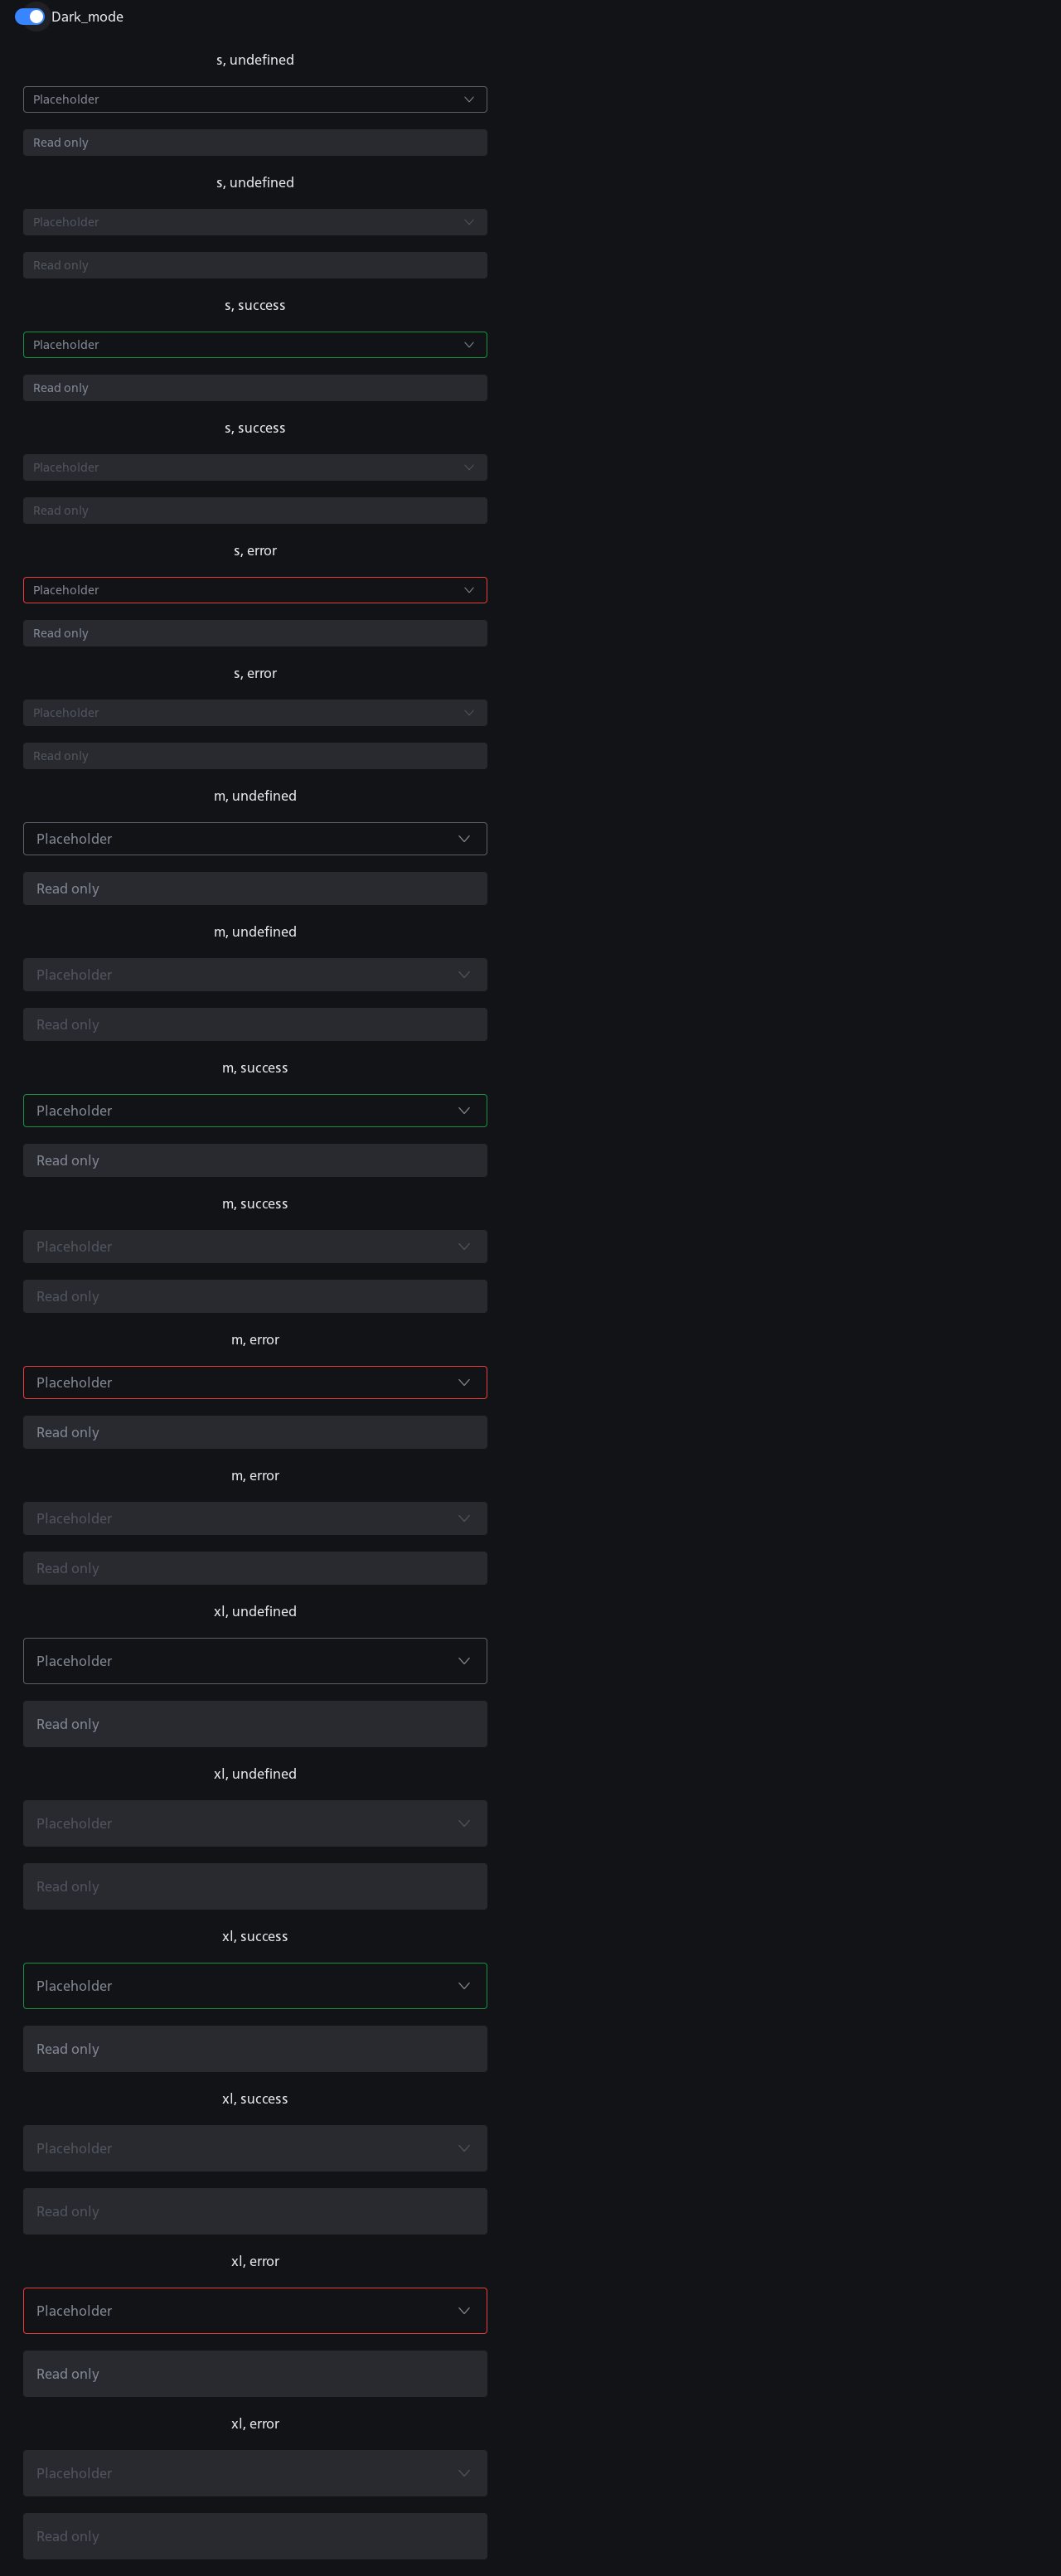 Dark_mode
s, undefined
Placeholder
Read only
s, undefined
Placeholder
Read only
s, success
Placeholder
Read only
s, success
Placeholder
Read only
s, error
Placeholder
Read only
s, error
Placeholder
Read only
m, undefined
Placeholder
Read only
m, undefined
Placeholder
Read only
m, success
Placeholder
Read only
m, success
Placeholder
Read only
m, error
Placeholder
Read only
m, error
Placeholder
Read only
xl, undefined
Placeholder
Read only
xl, undefined
Placeholder
Read only
xl, success
Placeholder
Read only
xl, success
Placeholder
Read only
xl, error
Placeholder
Read only
xl, error
Placeholder
Read only